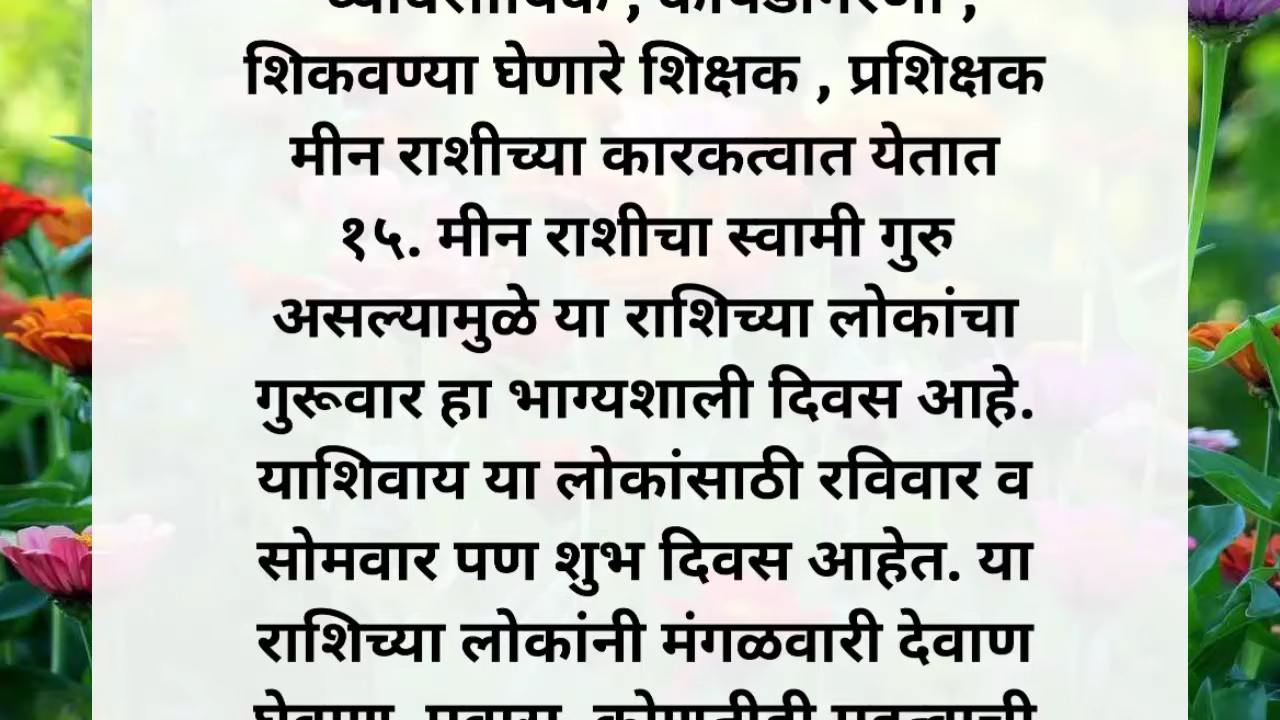 शिकवण्या घेणारे शिक्षक , प्रशिक्षक
मीन राशीच्या कारकत्वात येतात
१५. मीन राशीचा स्वामी गुरु
असल्यामुळे या राशिच्या लोकांचा
गुरूवार हा भाग्यशाली दिवस आहे.
याशिवाय या लोकांसाठी रविवार व
सोमवार पण शुभ दिवस आहेत. या
राशिच्या लोकांनी मंगळवारी देवाण